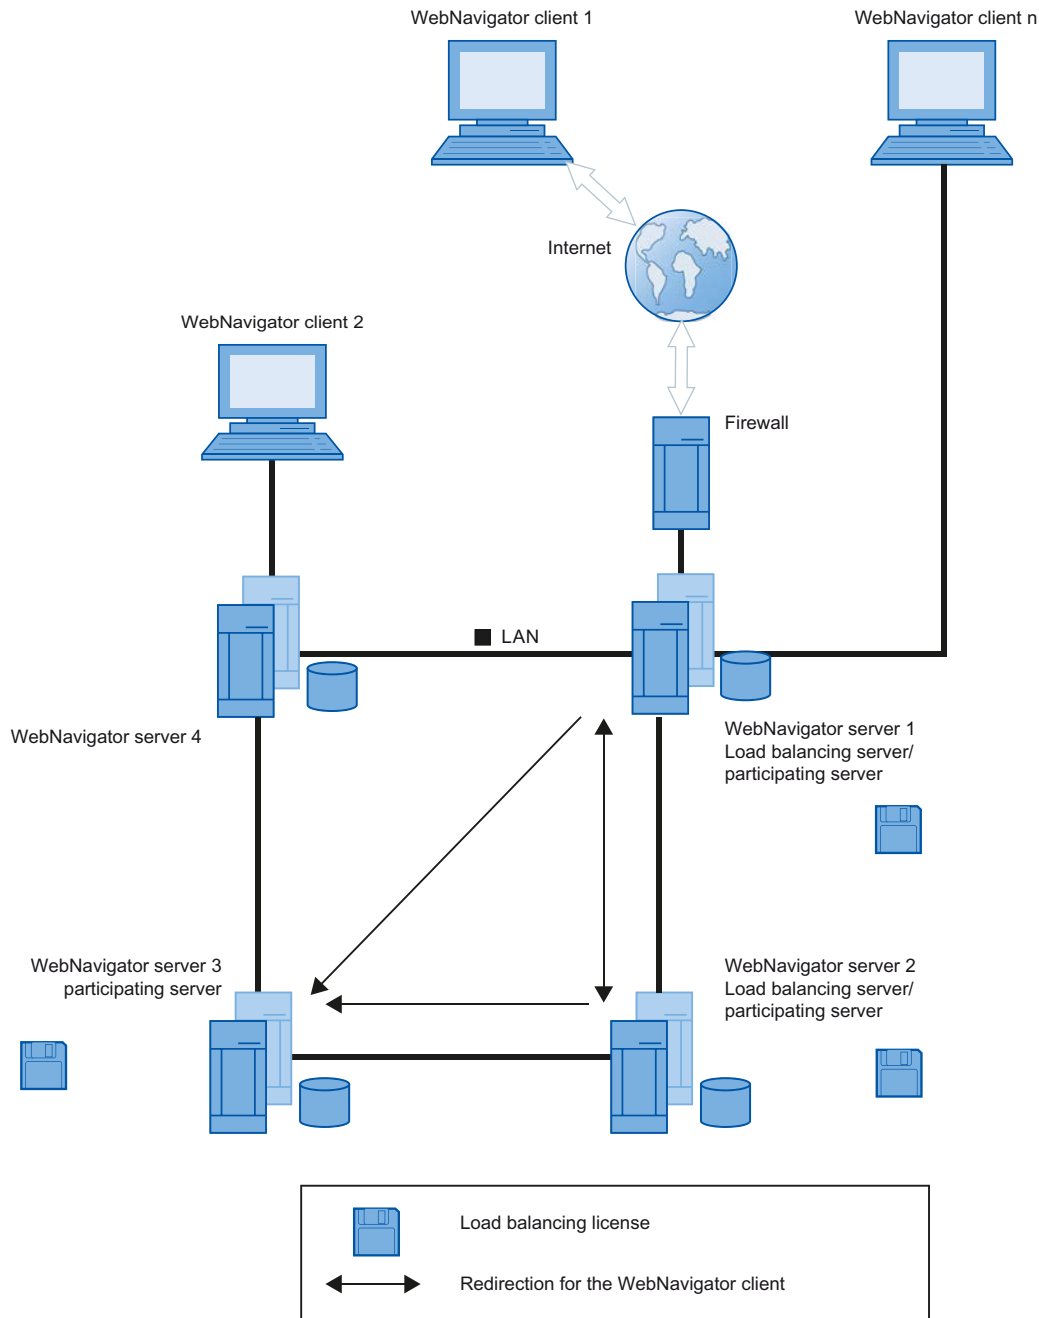 WebNavigator client 1
WebNavigator client n
Internet
WebNavigator client 2
Firewall
LAN
WebNavigator server 4
WebNavigator server 1
Load balancing server/
participating server
WebNavigator server 3
participating server
WebNavigator server 2
Load balancing server/
participating server
Load balancing license
Redirection for the WebNavigator client